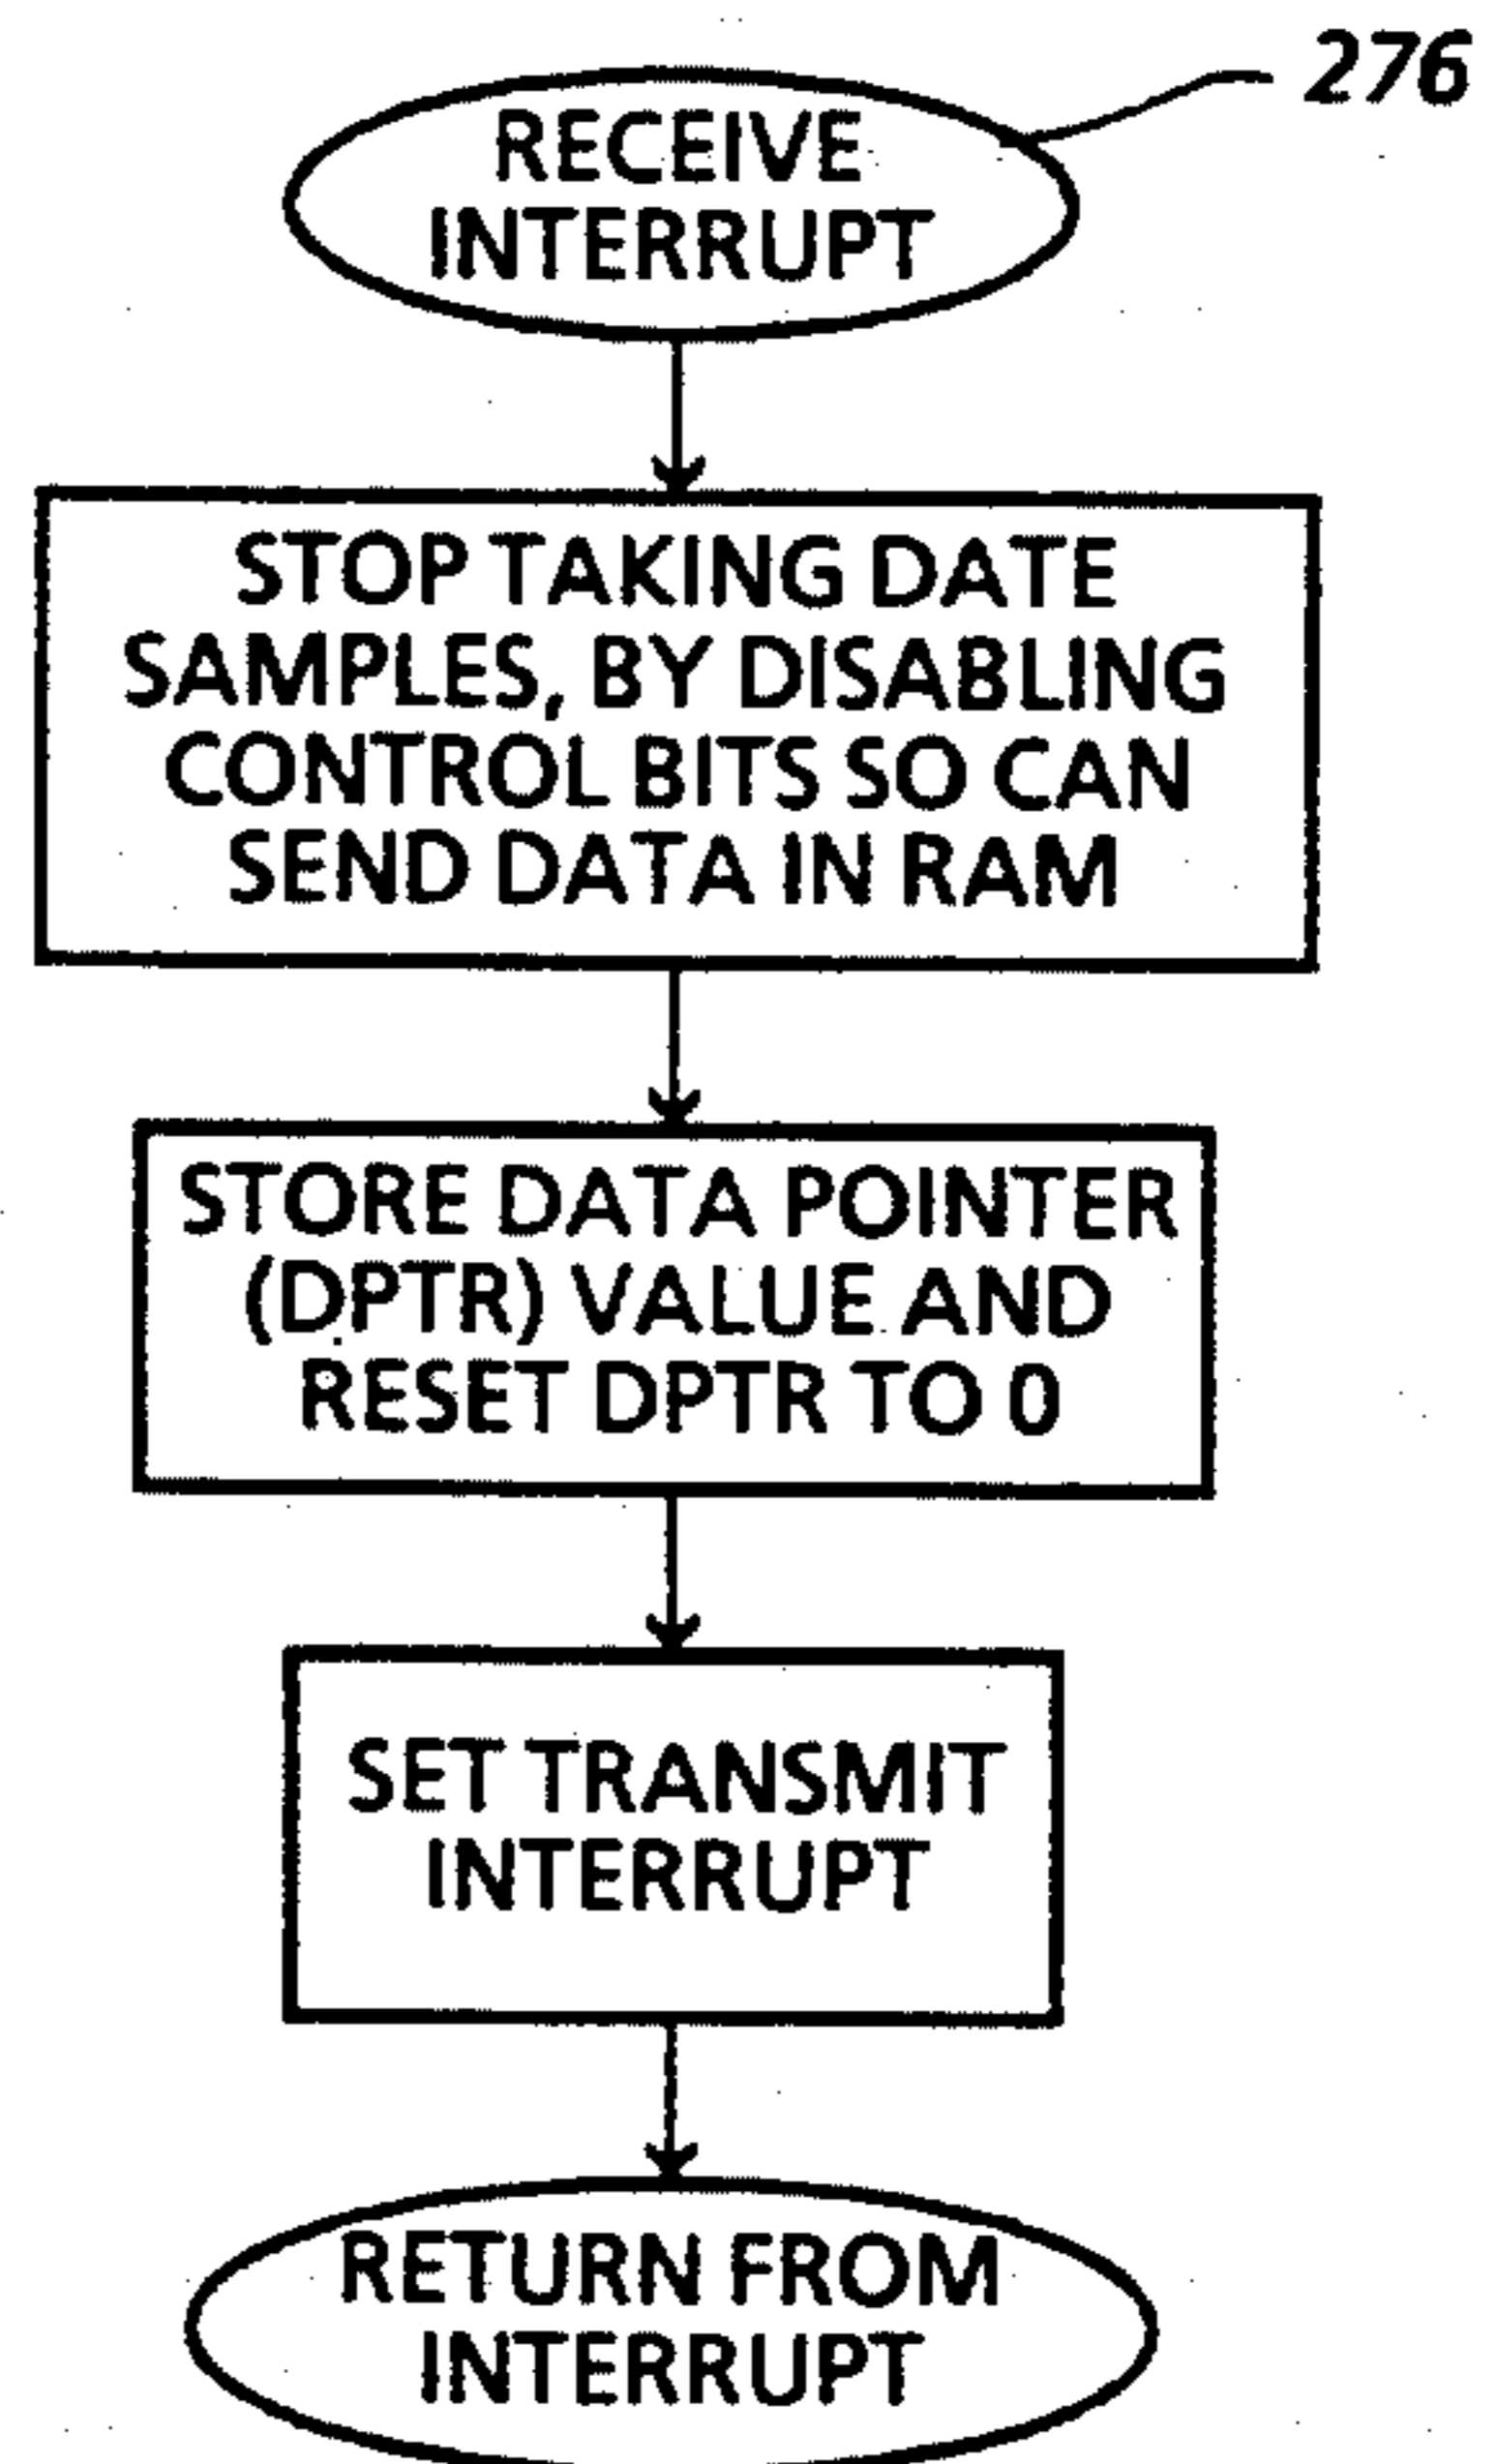 276
RECEIVE
INTERRUPT
STOP TAKING DATE
SAMPLES, BY DISABLING
CONTROL BITS SO CAN
SEND DATA IN RAM
STORE DATA POINTER
(DPTR) VALUE AND
RESET DPTR TO 0
SET TRANSMIT
INTERRUPT
RETURN FROM
INTERRUPT